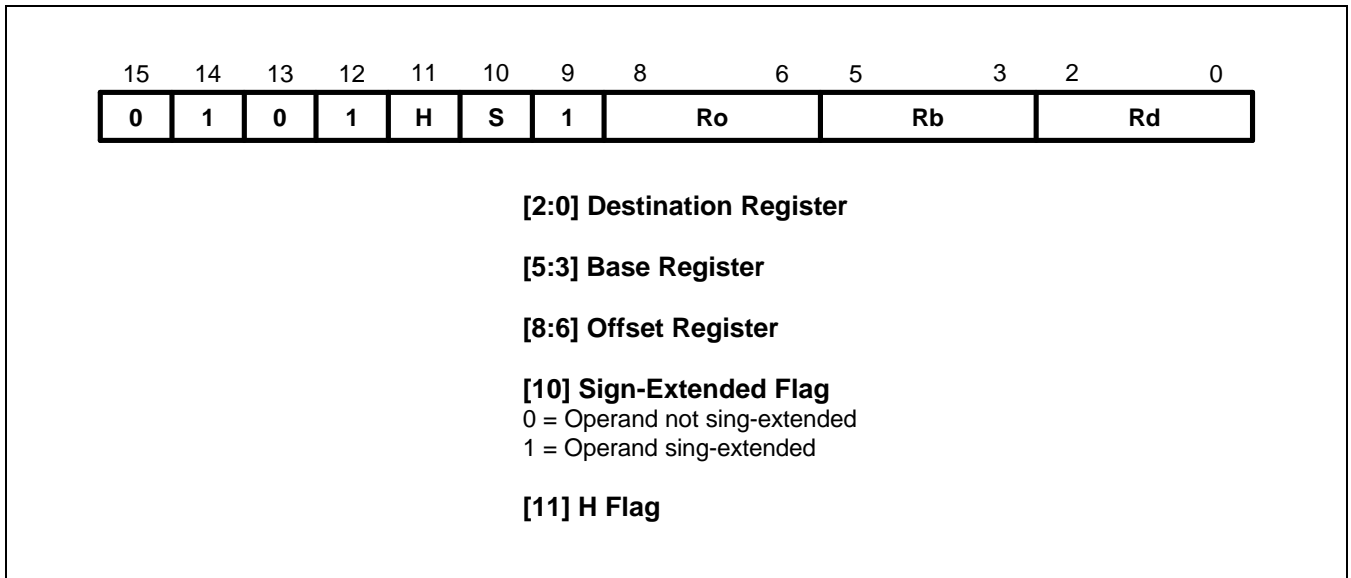 15 14 13 12 11 10 9 8 6 5 3 2 0
0 1 0 1 H S 1 Ro Rb Rd
[2:0] Destination Register
[5:3] Base Register
[8:6] Offset Register
[10] Sign-Extended Flag
0 = Operand not sing-extended
1 = Operand sing-extended
[11] H Flag